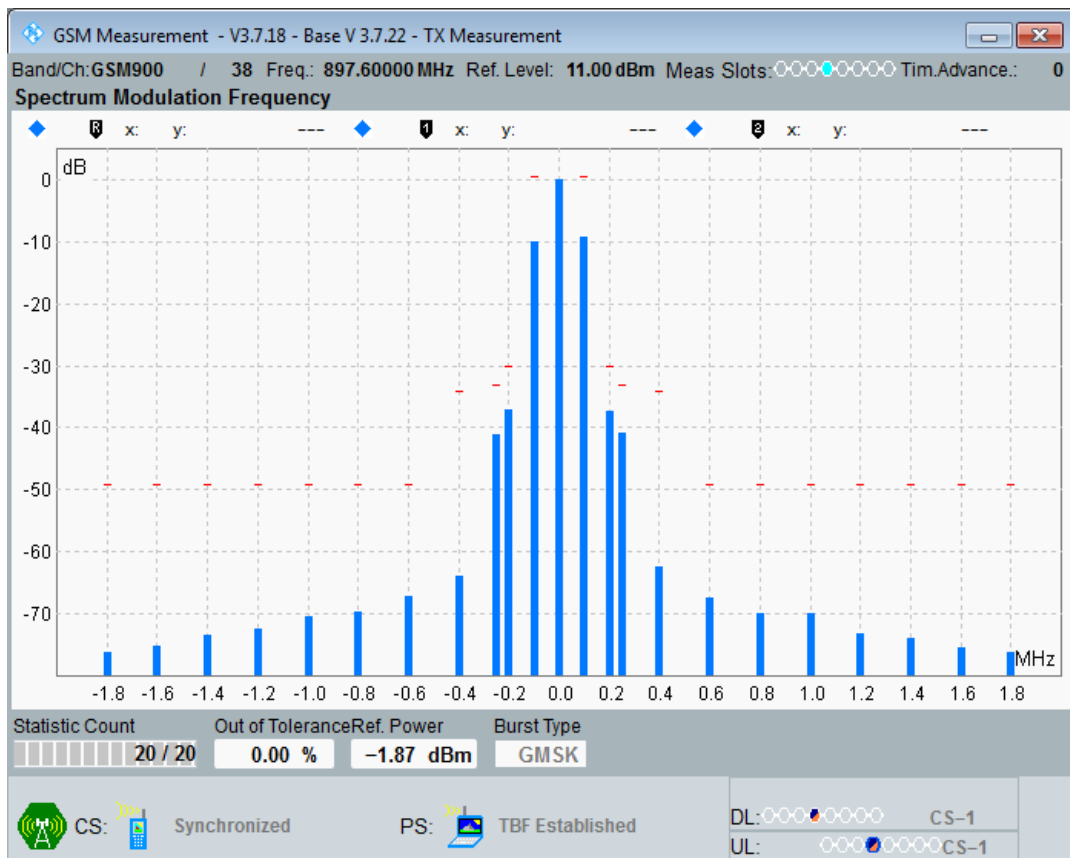 GSM Measurement - V3.7.18 - Base V 3.7.22 - TX Measurement
Band/Ch:GSM900 / 38 Freq.: 897.60000 MHz Ref. Level: 11.00 dBm Meas Slots: Tim.Advance.: 0
Spectrum Modulation Frequency
R x: y: --- 1 x: y: --- 2 x: y: ---
dB
0
-10
-20
-30
-40
-50
-60
-70
MHz
-1.8 -1.6 -1.4 -1.2 -1.0 -0.8 -0.6 -0.4 -0.2 0.0 0.2 0.4 0.6 0.8 1.0 1.2 1.4 1.6 1.8
Statistic Count Out of Tolerance Ref. Power Burst Type
20 / 20 0.00 % −1.87 dBm GMSK
CS: Synchronized PS: TBF Established
DL: CS−1
UL: CS−1